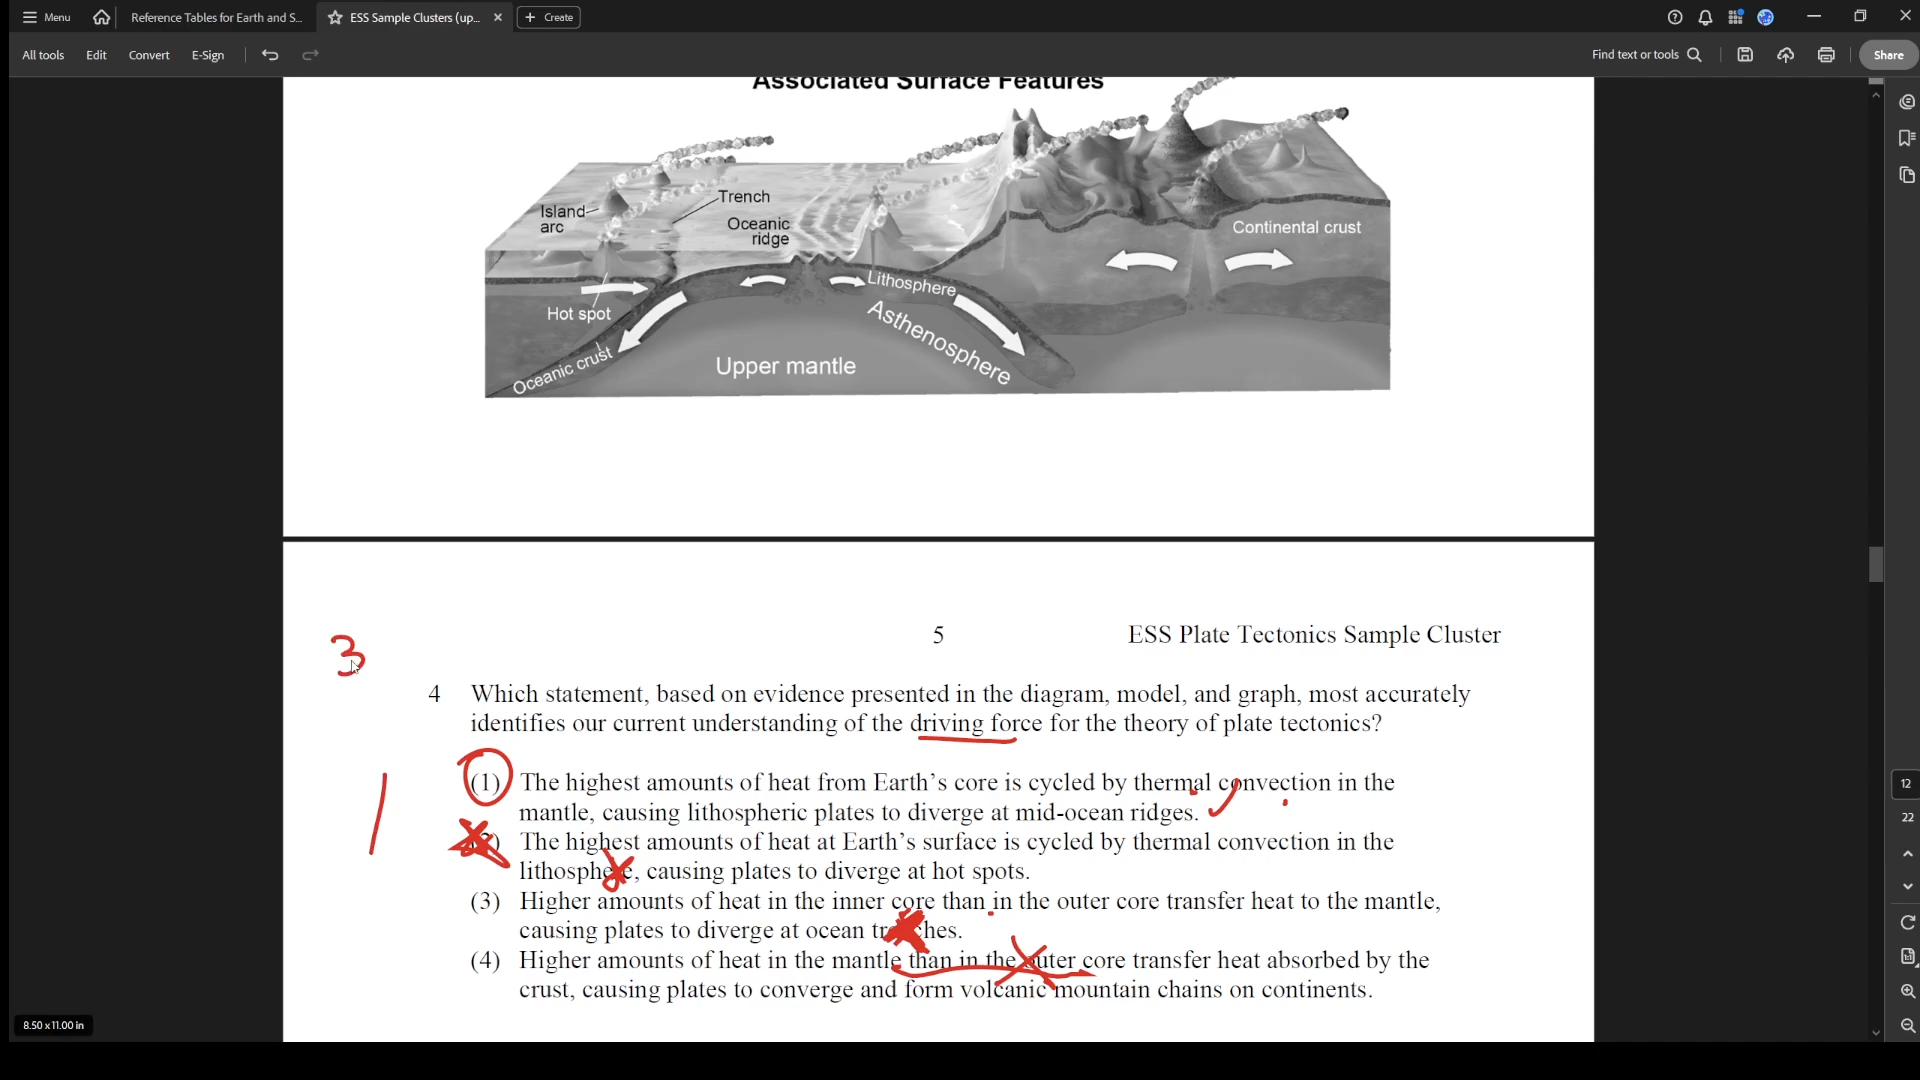 Menu
Reference Tables for Earth and S...
ESS Sample Clusters (up...
Create
All tools
Edit
Convert
E-Sign
Find text or tools
Share
Associated Surface Features
Island arc
Trench
Oceanic ridge
Continental crust
Lithosphere
Hot spot
Asthenosphere
Oceanic crust
Upper mantle
5
ESS Plate Tectonics Sample Cluster
3
4 Which statement, based on evidence presented in the diagram, model, and graph, most accurately
identifies our current understanding of the driving force for the theory of plate tectonics?
(1) The highest amounts of heat from Earth's core is cycled by thermal convection in the
mantle, causing lithospheric plates to diverge at mid-ocean ridges.
(2) The highest amounts of heat at Earth's surface is cycled by thermal convection in the
lithosphere, causing plates to diverge at hot spots.
(3) Higher amounts of heat in the inner core than in the outer core transfer heat to the mantle,
causing plates to diverge at ocean trenches.
(4) Higher amounts of heat in the mantle than in the outer core transfer heat absorbed by the
crust, causing plates to converge and form volcanic mountain chains on continents.
1
12
22
8.50 x 11.00 in